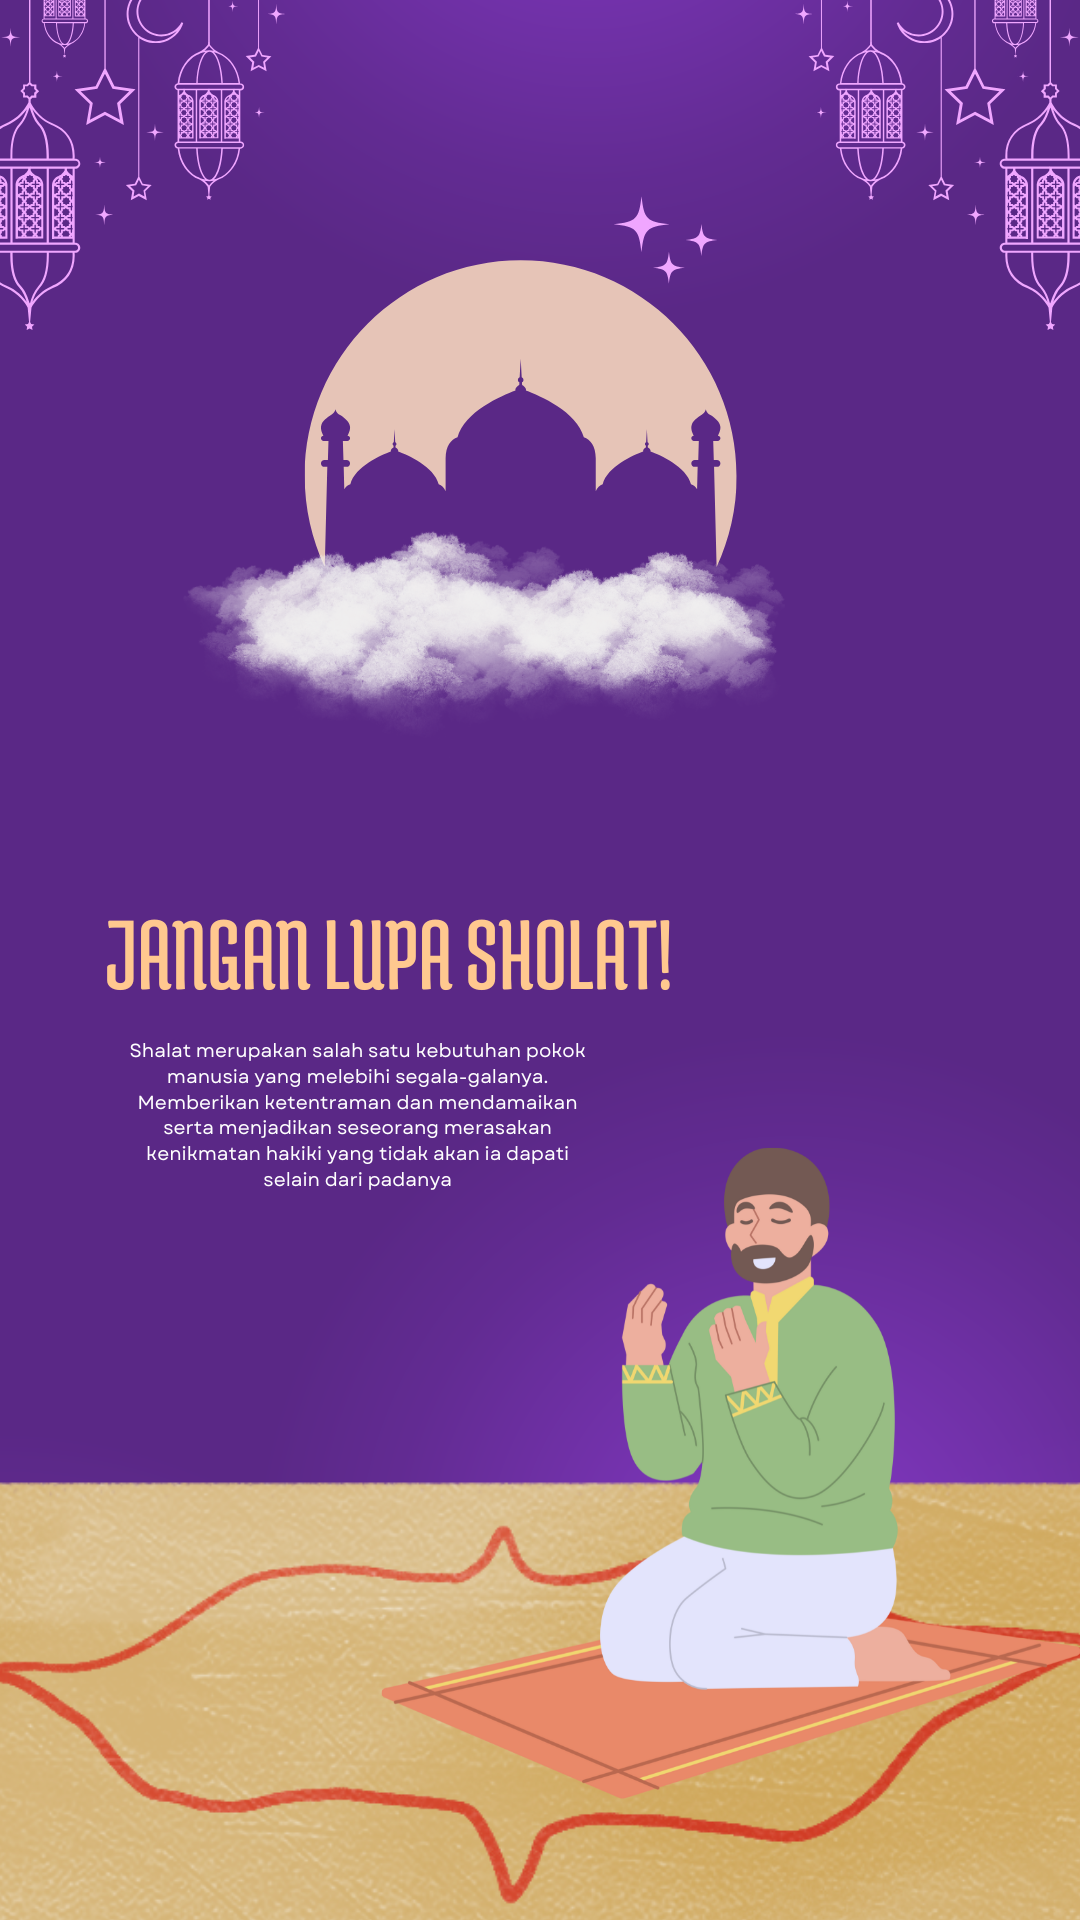 JANGAN LUPA SHOLAT!
Shalat merupakan salah satu kebutuhan pokok
manusia yang melebihi segala-galanya.
Memberikan ketentraman dan mendamaikan
serta menjadikan seseorang merasakan
kenikmatan hakiki yang tidak akan ia dapati
selain dari padanya